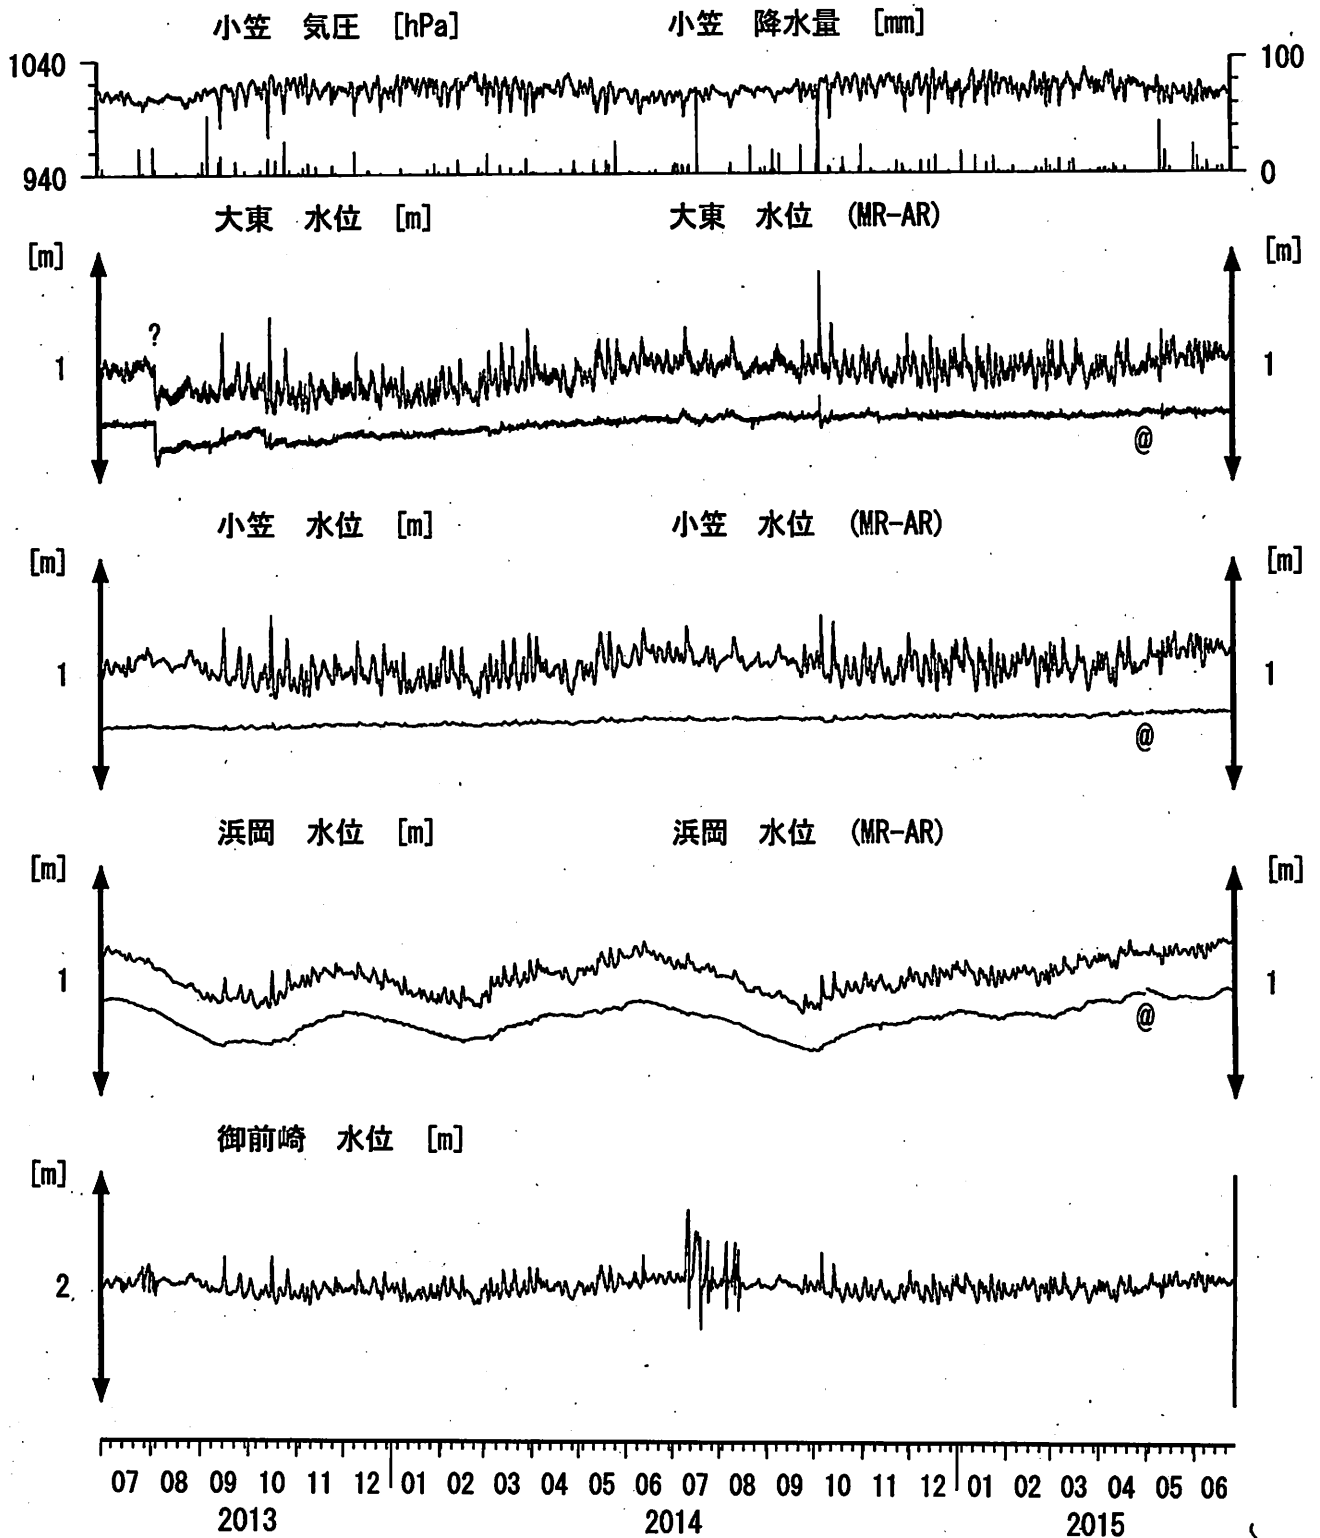 小笠 気圧 [hPa] 小笠 降水量 [mm]
1040 100
940 0
大東 水位 [m] 大東 水位 (MR-AR)
[m] [m]
?
1 1
@
小笠 水位 [m] 小笠 水位 (MR-AR)
[m] [m]
1 1
@
浜岡 水位 [m] 浜岡 水位 (MR-AR)
[m] [m]
1 1
@
御前崎 水位 [m]
[m]
2
07 08 09 10 11 12 01 02 03 04 05 06 07 08 09 10 11 12 01 02 03 04 05 06
2013 2014 2015